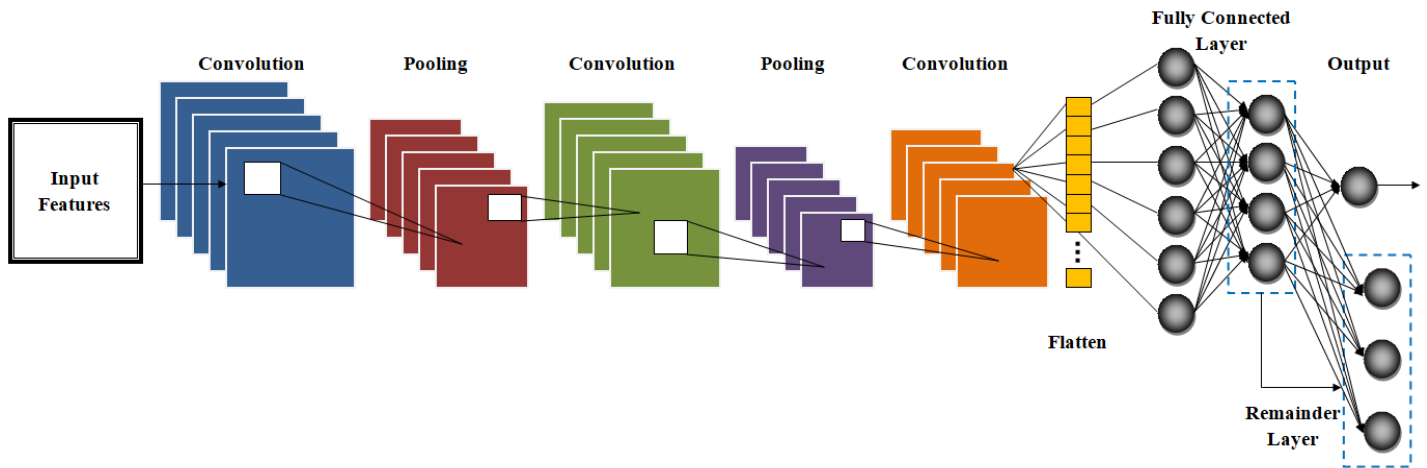 Fully Connected
Layer
Convolution
Pooling
Convolution
Pooling
Convolution
Output
Input
Features
Flatten
Remainder
Layer